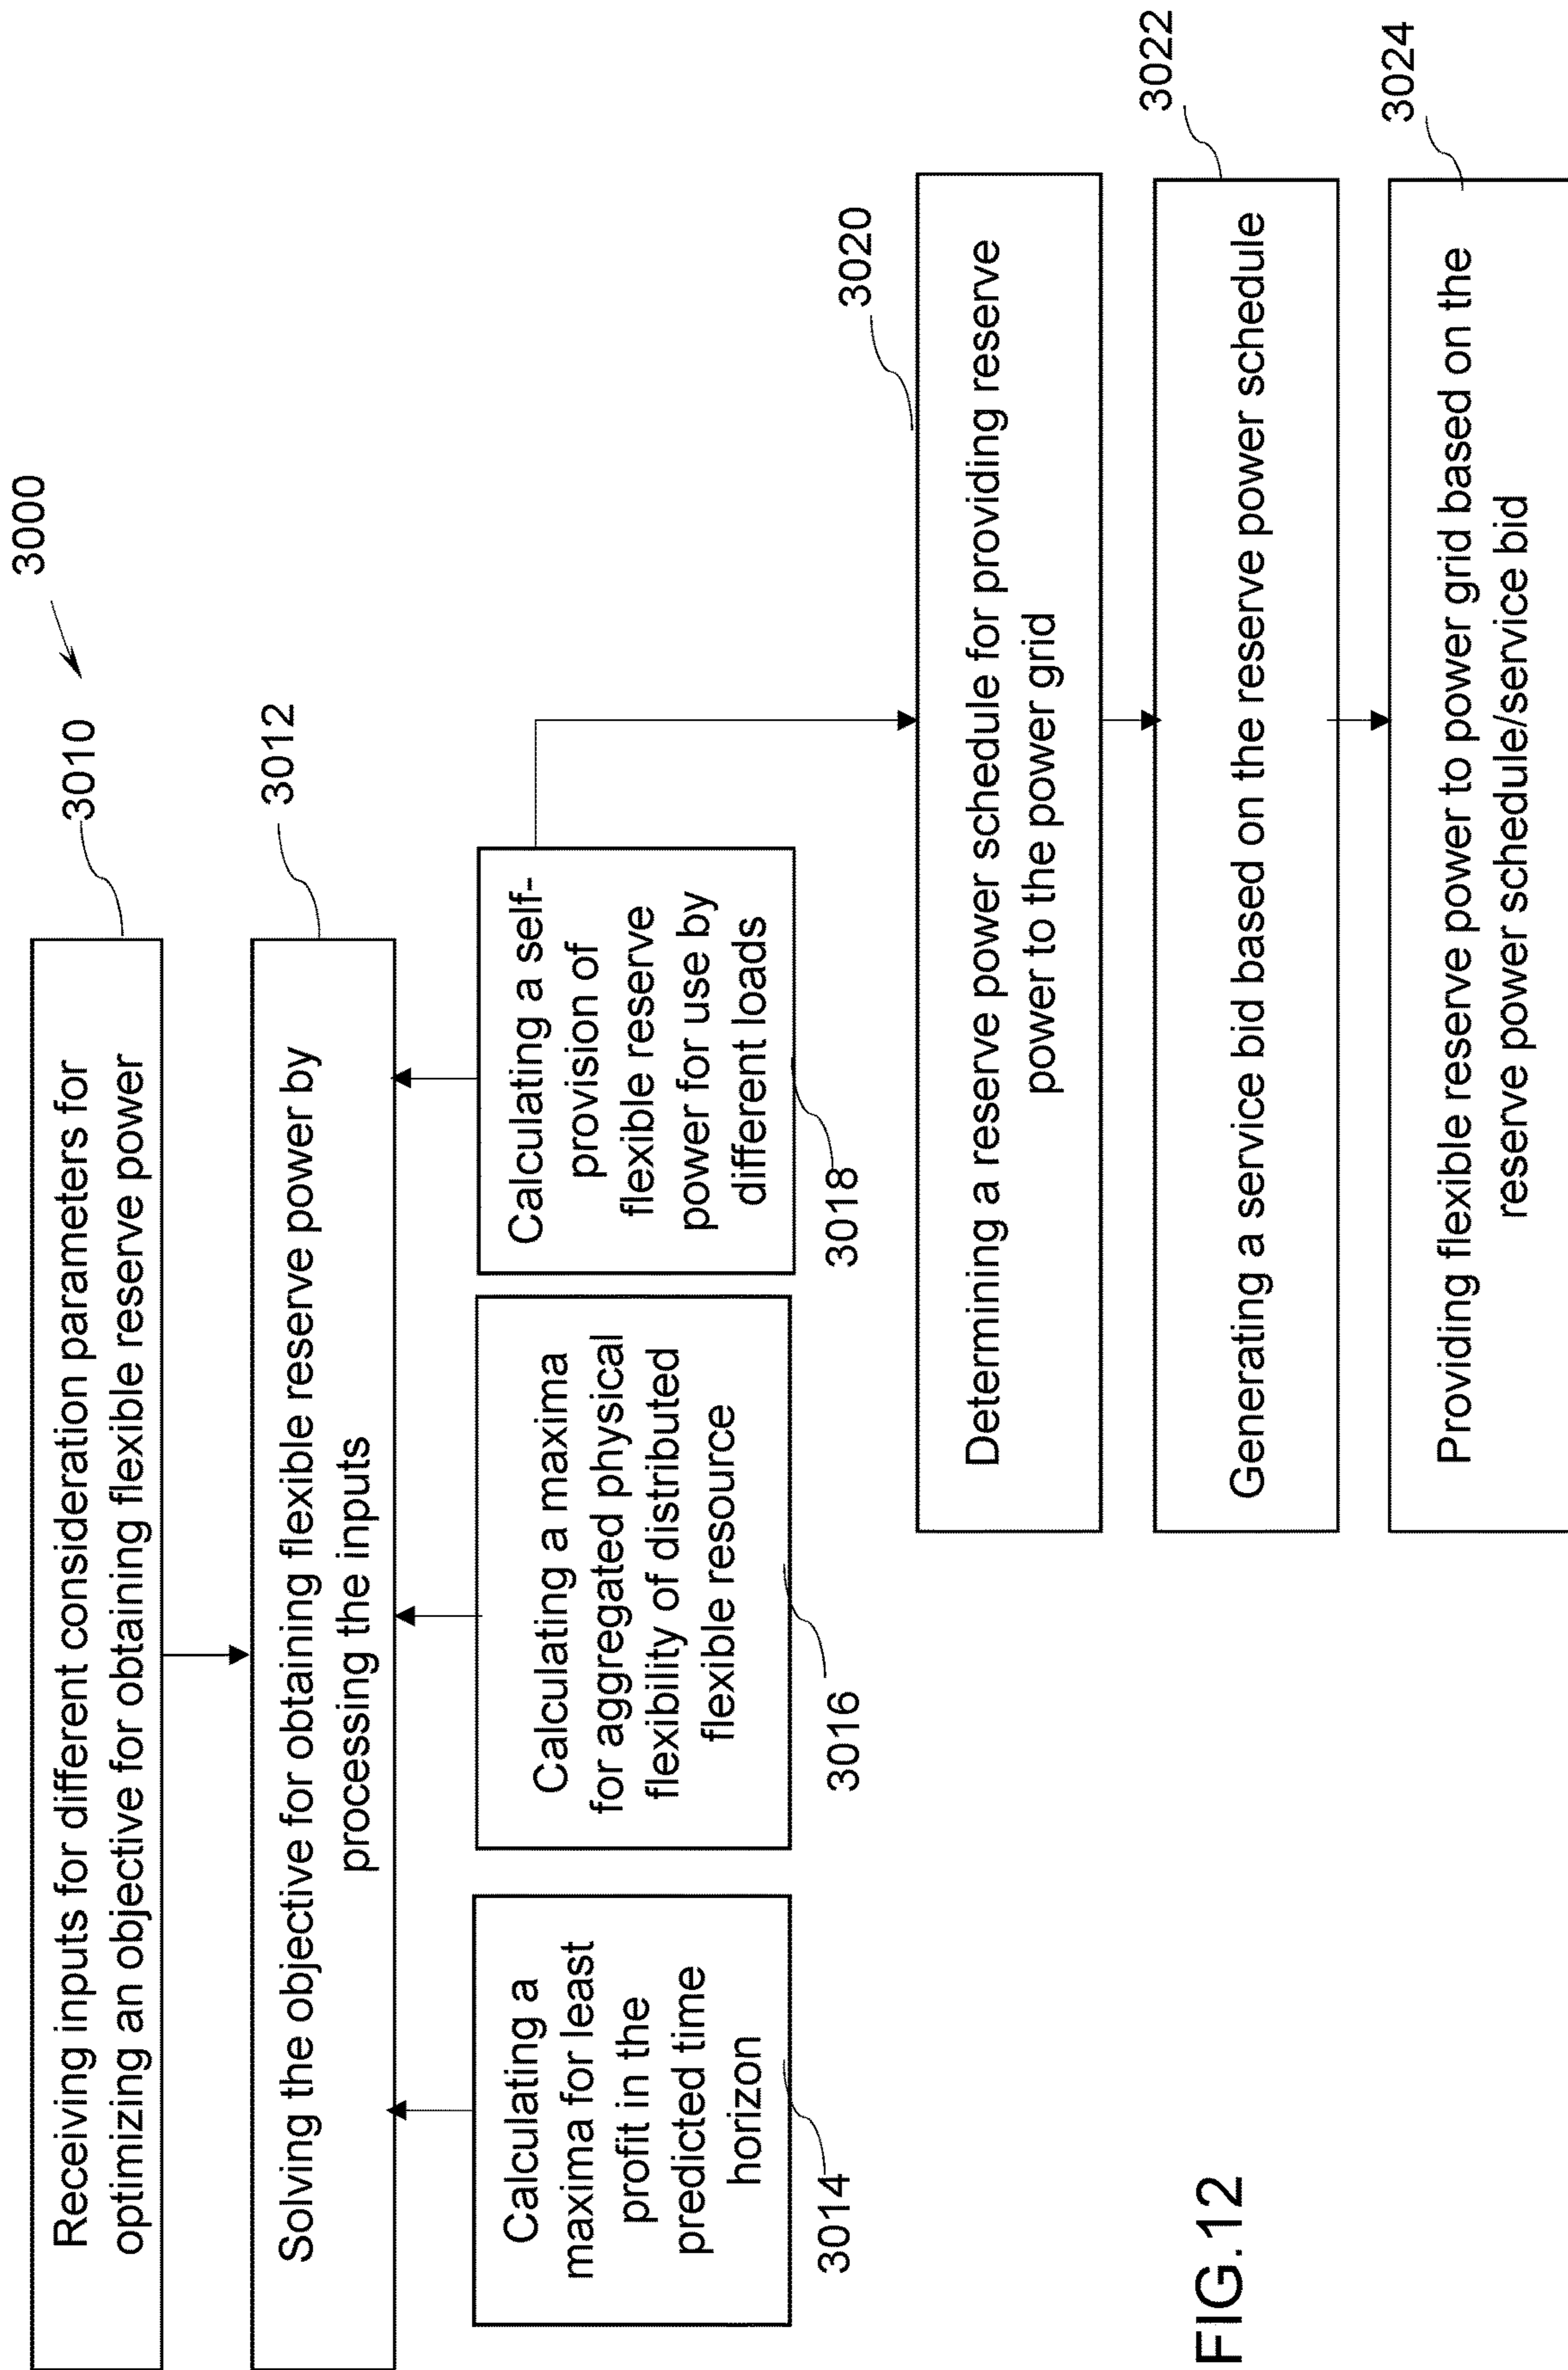 3000
Receiving inputs for different consideration parameters for
optimizing an objective for obtaining flexible reserve power
3010
Solving the objective for obtaining flexible reserve power by
processing the inputs
3012
Calculating a
maxima for least
profit in the
predicted time
horizon
3014
Calculating a maxima
for aggregated physical
flexibility of distributed
flexible resource
3016
Calculating a self-
provision of
flexible reserve
power for use by
different loads
3018
Determining a reserve power schedule for providing reserve
power to the power grid
3020
Generating a service bid based on the reserve power schedule
3022
Providing flexible reserve power to power grid based on the
reserve power schedule/service bid
3024
FIG.12